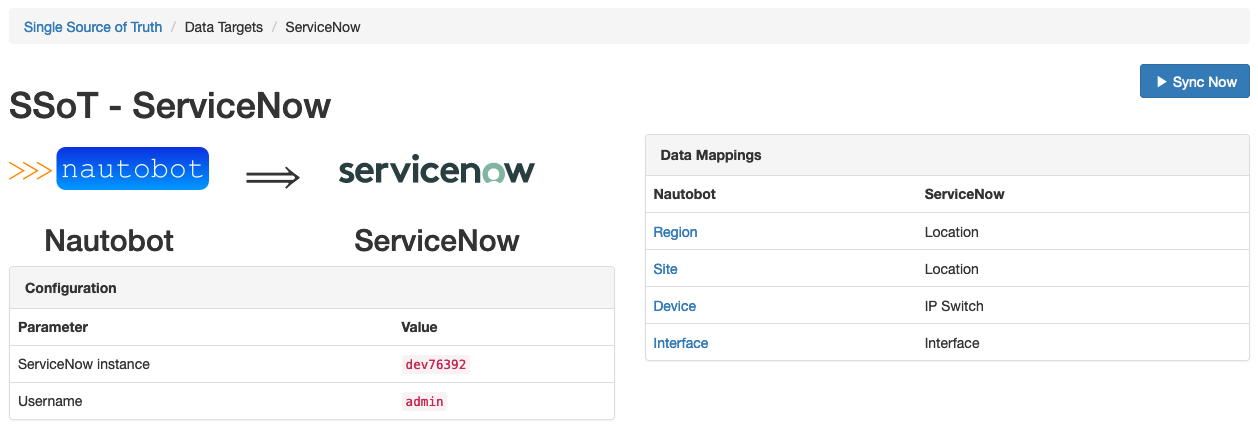 Single Source of Truth / Data Targets / ServiceNow
Sync Now
SSoT - ServiceNow
>>> nautobot ⇒ servicenow
Nautobot ServiceNow
Configuration
Parameter Value
ServiceNow instance dev76392
Username admin
Data Mappings
Nautobot ServiceNow
Region Location
Site Location
Device IP Switch
Interface Interface